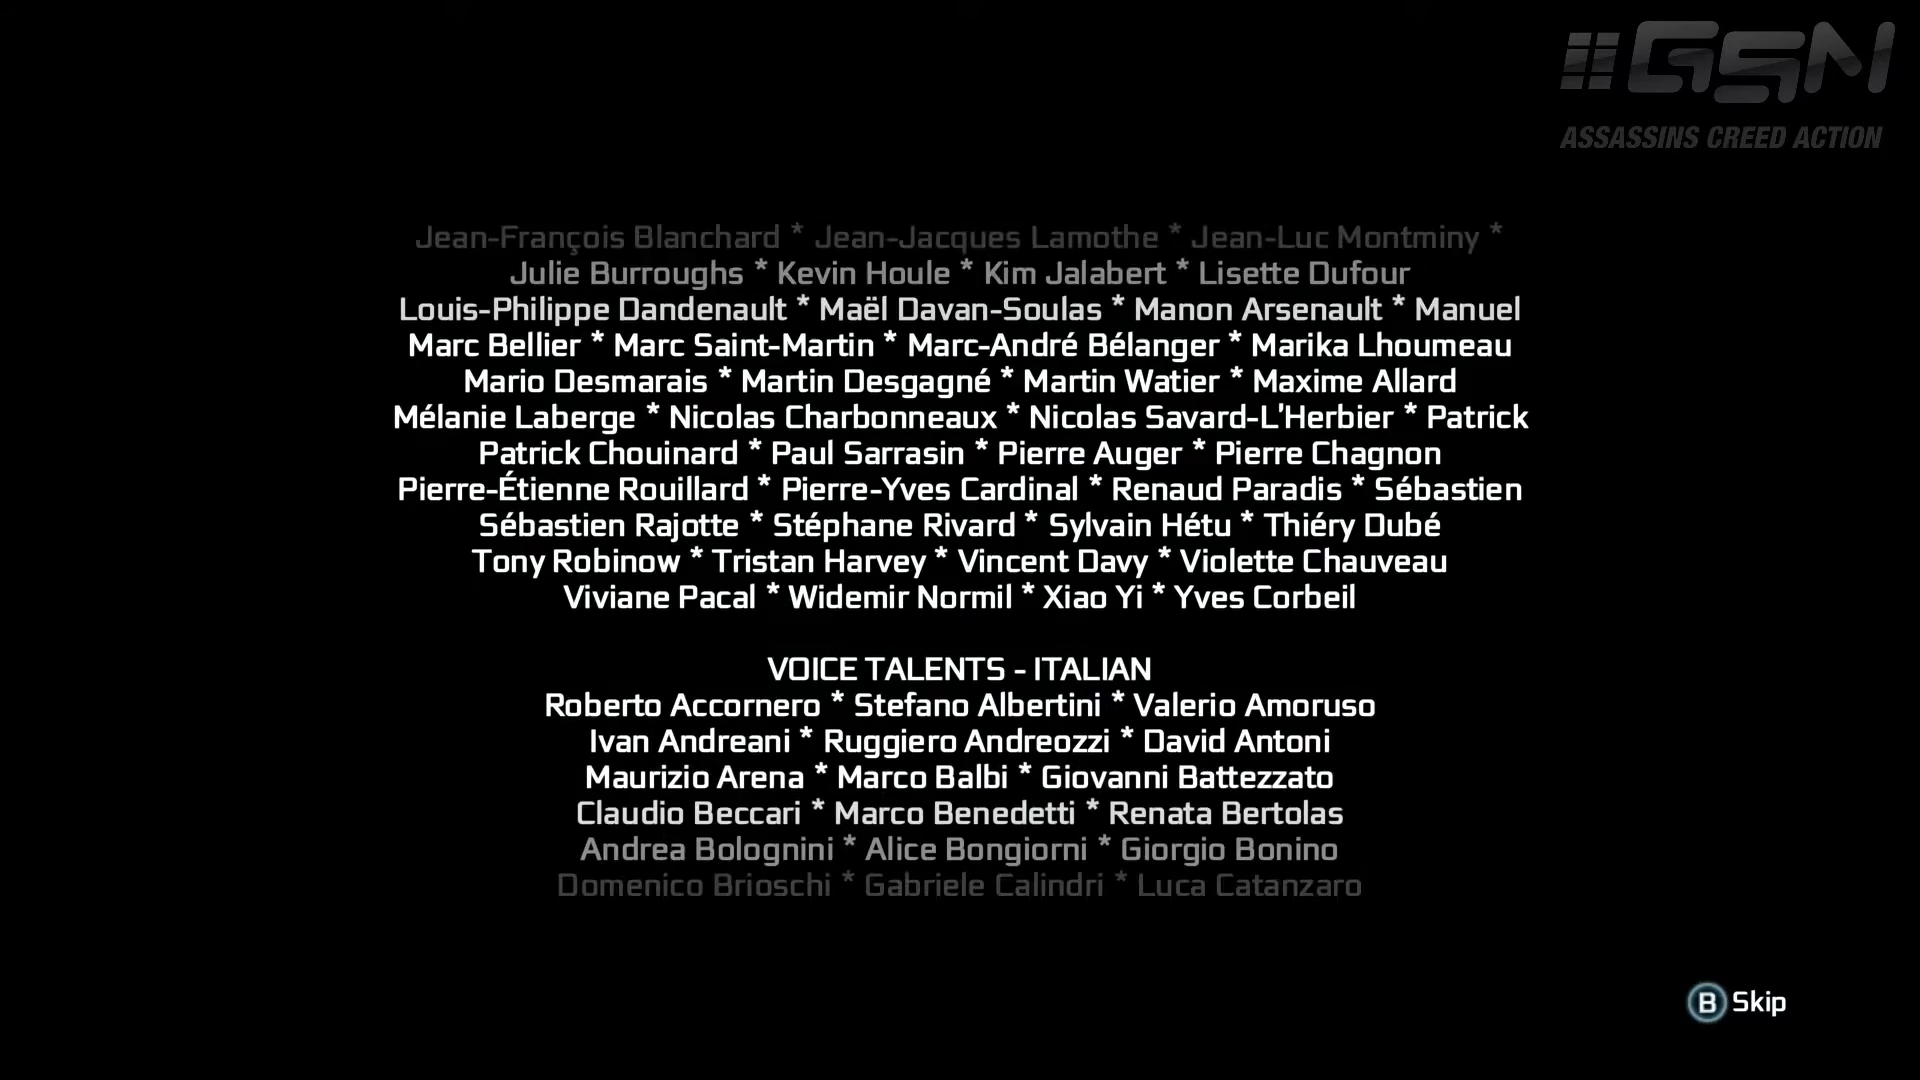 GSN
ASSASSINS CREED ACTION
Jean-François Blanchard * Jean-Jacques Lamothe * Jean-Luc Montminy *
Julie Burroughs * Kevin Houle * Kim Jalabert * Lisette Dufour
Louis-Philippe Dandenault * Maël Davan-Soulas * Manon Arsenault * Manuel
Marc Bellier * Marc Saint-Martin * Marc-André Bélanger * Marika Lhoumeau
Mario Desmarais * Martin Desgagné * Martin Watier * Maxime Allard
Mélanie Laberge * Nicolas Charbonneaux * Nicolas Savard-L’Herbier * Patrick
Patrick Chouinard * Paul Sarrasin * Pierre Auger * Pierre Chagnon
Pierre-Étienne Rouillard * Pierre-Yves Cardinal * Renaud Paradis * Sébastien
Sébastien Rajotte * Stéphane Rivard * Sylvain Hétu * Thiéry Dubé
Tony Robinow * Tristan Harvey * Vincent Davy * Violette Chauveau
Viviane Pacal * Widemir Normil * Xiao Yi * Yves Corbeil
VOICE TALENTS - ITALIAN
Roberto Accornero * Stefano Albertini * Valerio Amoruso
Ivan Andreani * Ruggiero Andreozzi * David Antoni
Maurizio Arena * Marco Balbi * Giovanni Battezzato
Claudio Beccari * Marco Benedetti * Renata Bertolas
Andrea Bolognini * Alice Bongiorni * Giorgio Bonino
Domenico Brioschi * Gabriele Calindri * Luca Catanzaro
B Skip